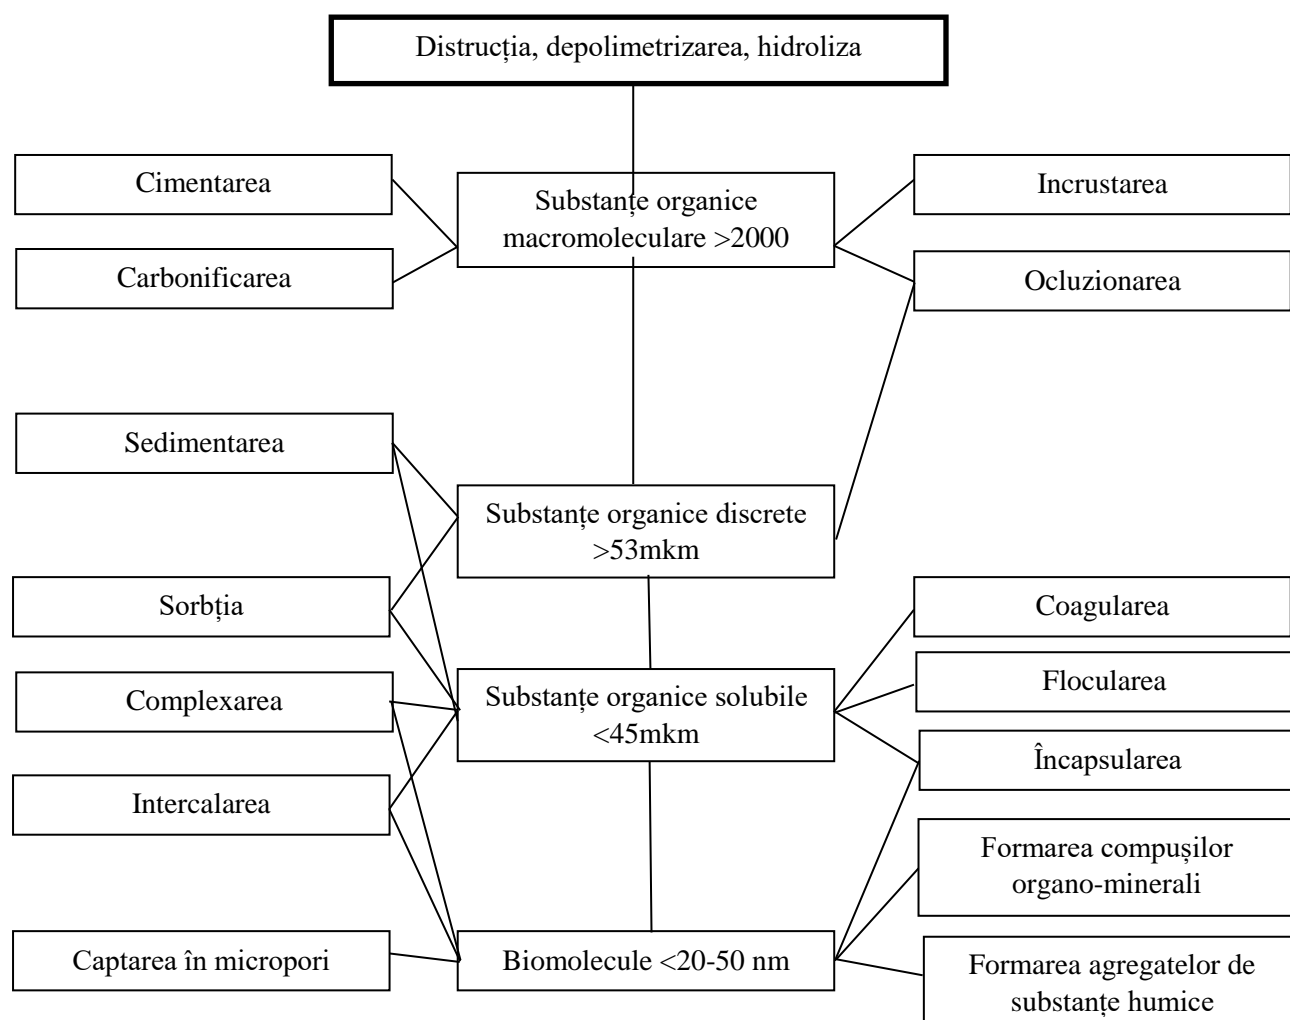 Distrucția, depolimetrizarea, hidroliza
Cimentarea
Substanțe organice
macromoleculare >2000
Incrustarea
Carbonificarea
Ocluzionarea
Sedimentarea
Substanțe organice discrete
>53mkm
Sorbția
Coagularea
Complexarea
Substanțe organice solubile
<45mkm
Flocularea
Încapsularea
Intercalarea
Formarea compușilor
organo-minerali
Captarea în micropori
Biomolecule <20-50 nm
Formarea agregatelor de
substanțe humice